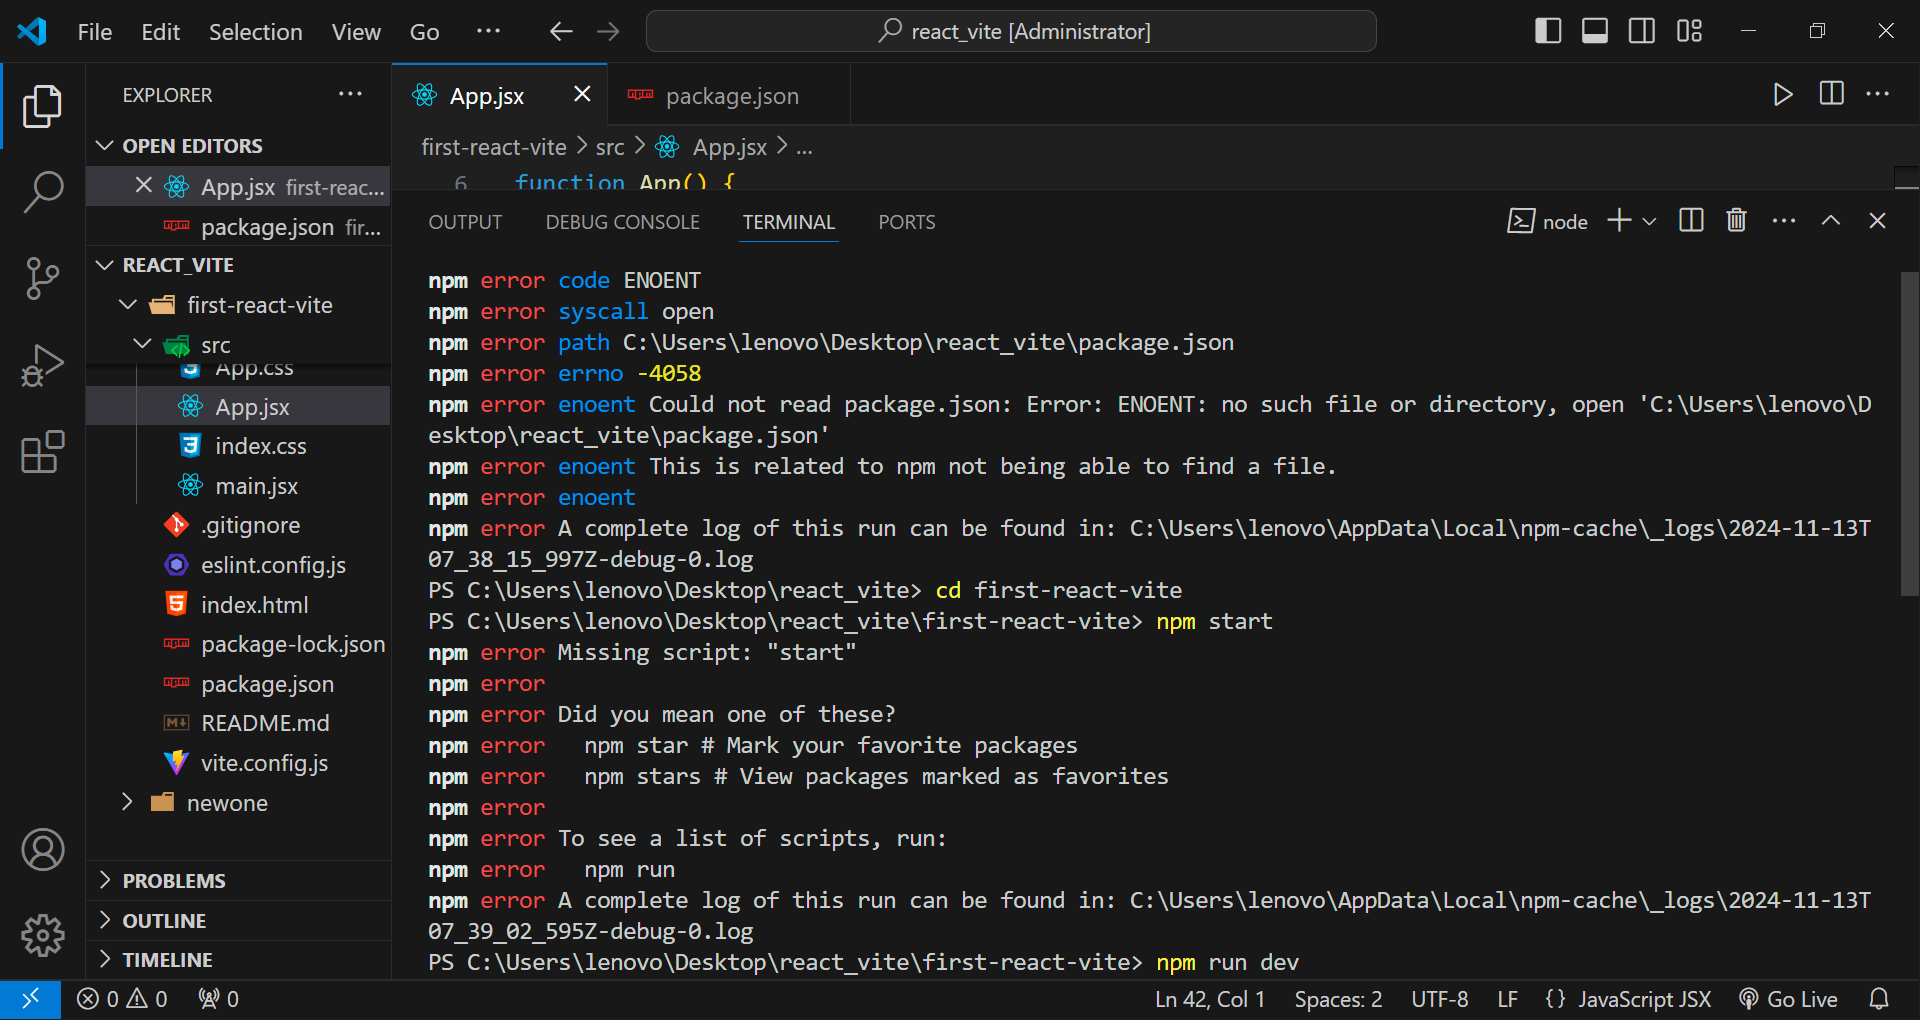 File Edit Selection View Go ··· react_vite [Administrator]
EXPLORER ···
OPEN EDITORS
App.jsx first-reac...
package.json fir...
REACT_VITE
first-react-vite
src
App.css
App.jsx
index.css
main.jsx
.gitignore
eslint.config.js
index.html
package-lock.json
package.json
README.md
vite.config.js
newone
PROBLEMS
OUTLINE
TIMELINE
App.jsx package.json
first-react-vite > src > App.jsx > ...
6 function App() {
OUTPUT DEBUG CONSOLE TERMINAL PORTS node
npm error code ENOENT
npm error syscall open
npm error path C:\Users\lenovo\Desktop\react_vite\package.json
npm error errno -4058
npm error enoent Could not read package.json: Error: ENOENT: no such file or directory, open 'C:\Users\lenovo\D
esktop\react_vite\package.json'
npm error enoent This is related to npm not being able to find a file.
npm error enoent
npm error A complete log of this run can be found in: C:\Users\lenovo\AppData\Local\npm-cache\_logs\2024-11-13T
07_38_15_997Z-debug-0.log
PS C:\Users\lenovo\Desktop\react_vite> cd first-react-vite
PS C:\Users\lenovo\Desktop\react_vite\first-react-vite> npm start
npm error Missing script: "start"
npm error
npm error Did you mean one of these?
npm error   npm star # Mark your favorite packages
npm error   npm stars # View packages marked as favorites
npm error
npm error To see a list of scripts, run:
npm error   npm run
npm error A complete log of this run can be found in: C:\Users\lenovo\AppData\Local\npm-cache\_logs\2024-11-13T
07_39_02_595Z-debug-0.log
PS C:\Users\lenovo\Desktop\react_vite\first-react-vite> npm run dev
0 0 0 Ln 42, Col 1 Spaces: 2 UTF-8 LF {} JavaScript JSX Go Live